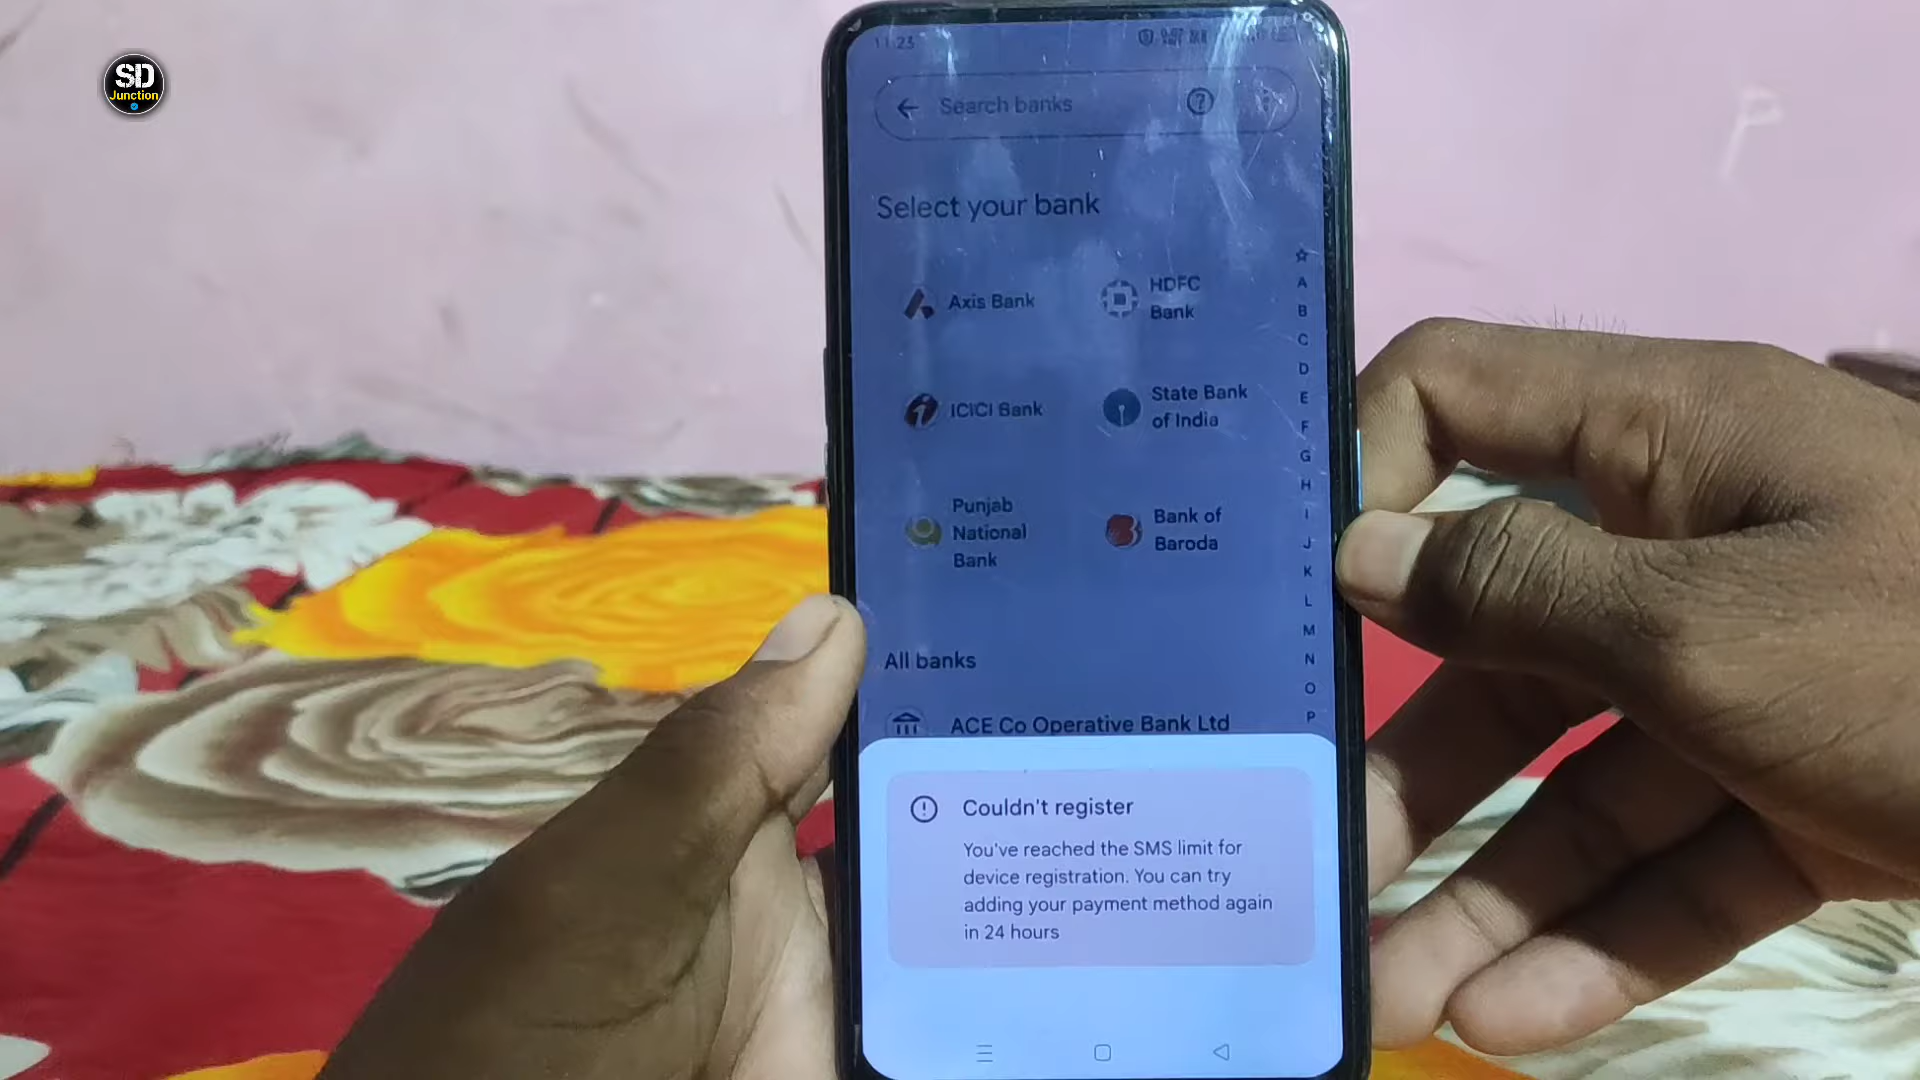 SD
Junction
11:23
Search banks
Select your bank
Axis Bank
HDFC
Bank
ICICI Bank
State Bank
of India
Punjab
National
Bank
Bank of
Baroda
A
B
C
D
E
F
G
H
I
J
K
L
M
N
O
P
All banks
ACE Co Operative Bank Ltd
Couldn't register
You've reached the SMS limit for
device registration. You can try
adding your payment method again
in 24 hours